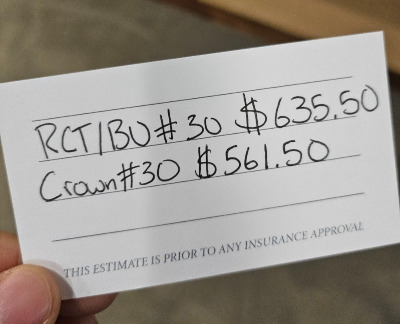 RCT/BU #30 $635.50
Crown #30 $561.50
THIS ESTIMATE IS PRIOR TO ANY INSURANCE APPROVAL